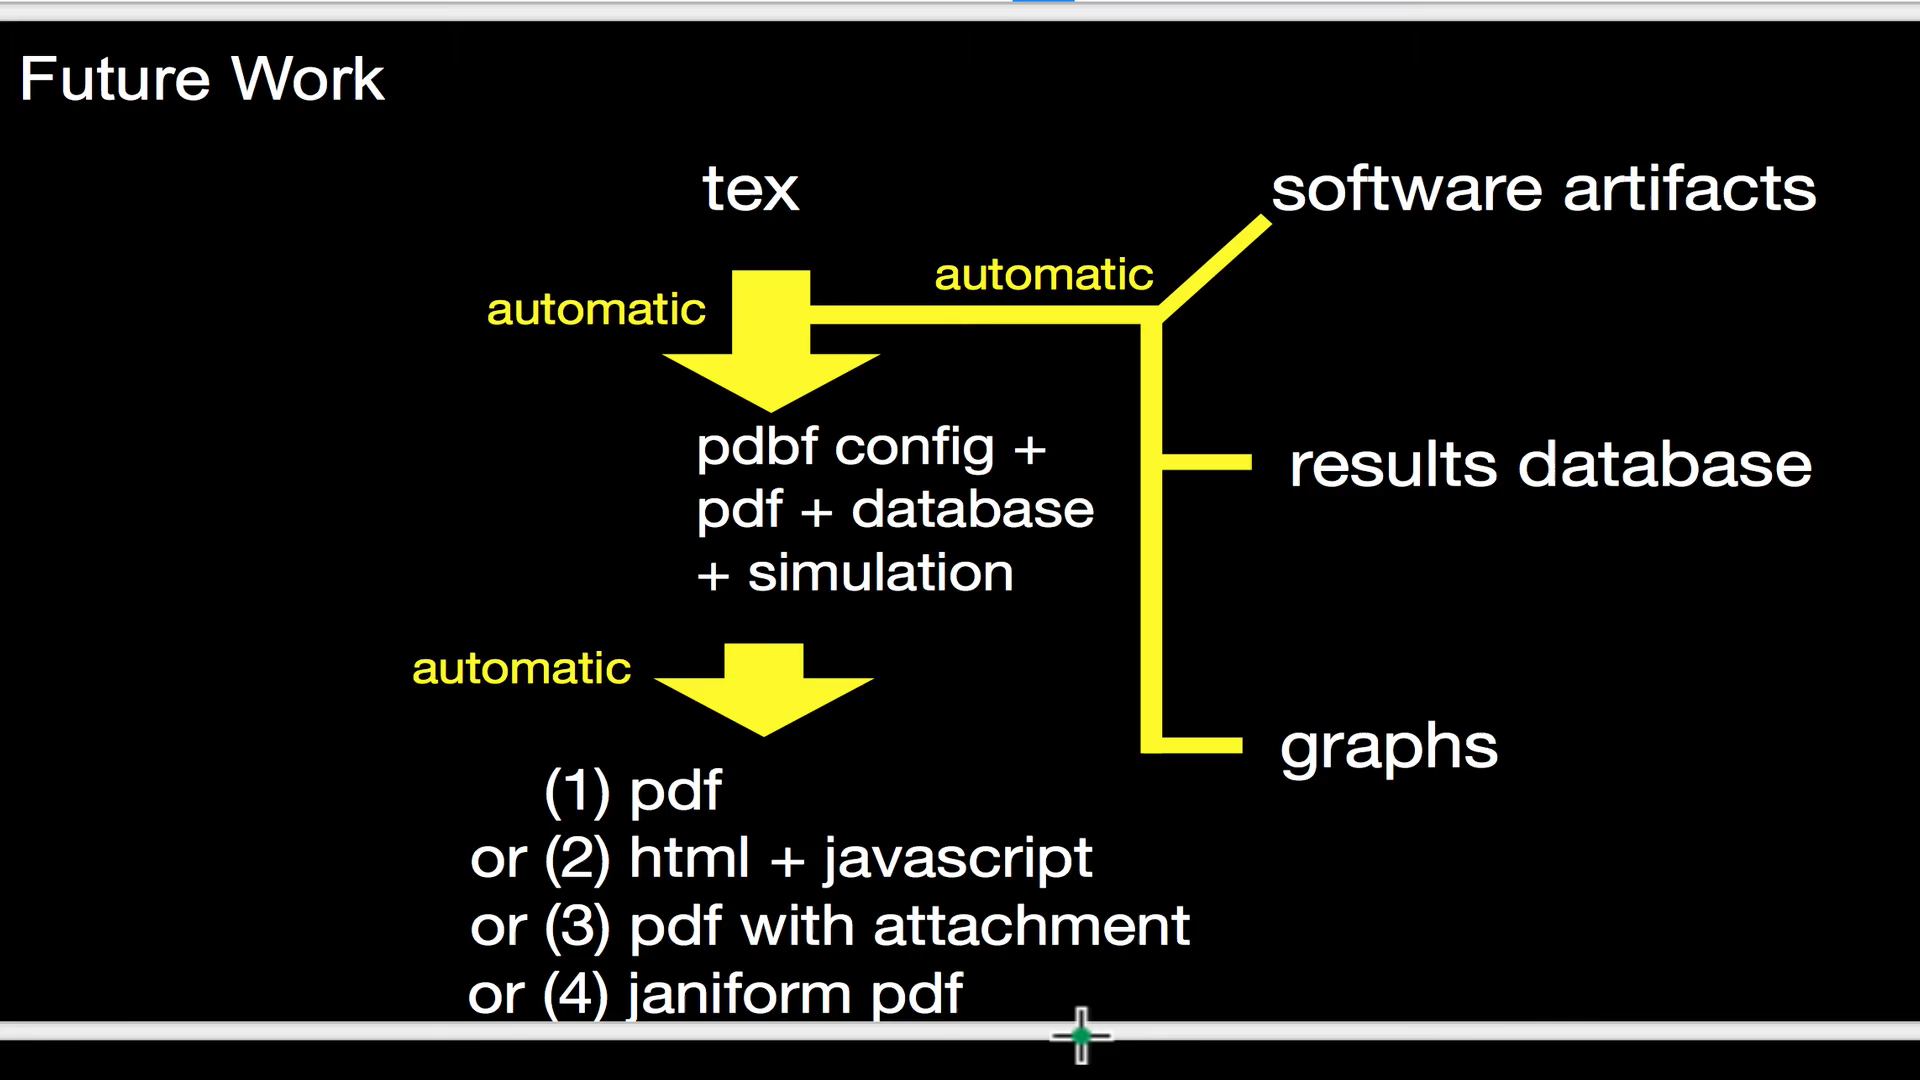 Future Work
tex
software artifacts
automatic
automatic
pdbf config +
pdf + database
+ simulation
results database
automatic
graphs
(1) pdf
or (2) html + javascript
or (3) pdf with attachment
or (4) janiform pdf